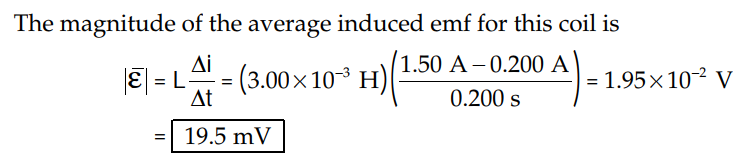 The magnitude of the average induced emf for this coil is
|ε̄| = L Δi/Δt = (3.00×10⁻³ H)(1.50 A – 0.200 A / 0.200 s) = 1.95×10⁻² V
= 19.5 mV